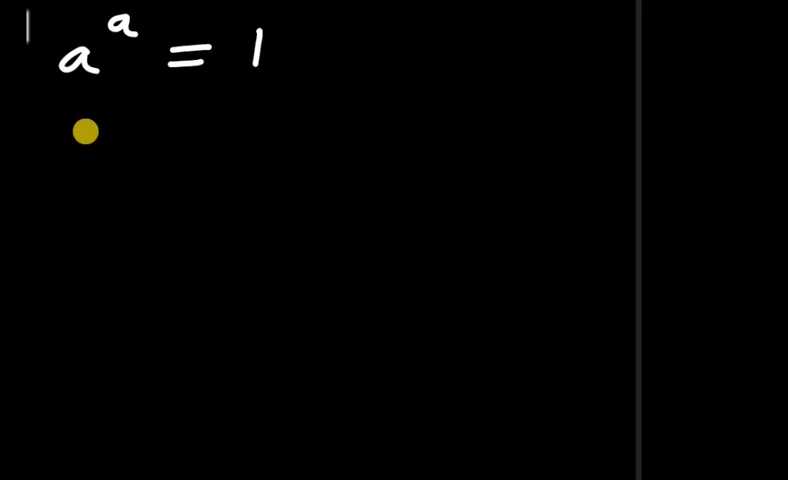 a^a = 1